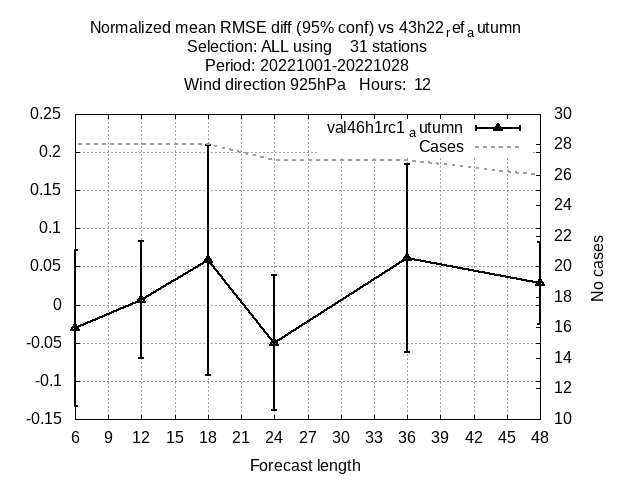 Normalized mean RMSE diff (95% conf) vs 43h22refautumn
Selection: ALL using 31 stations
Period: 20221001-20221028
Wind direction 925hPa Hours: 12
val46h1rc1autumn
Cases
0.25
0.2
0.15
0.1
0.05
0
-0.05
-0.1
-0.15
30
28
26
24
22
20
18
16
14
12
10
No cases
6 9 12 15 18 21 24 27 30 33 36 39 42 45 48
Forecast length